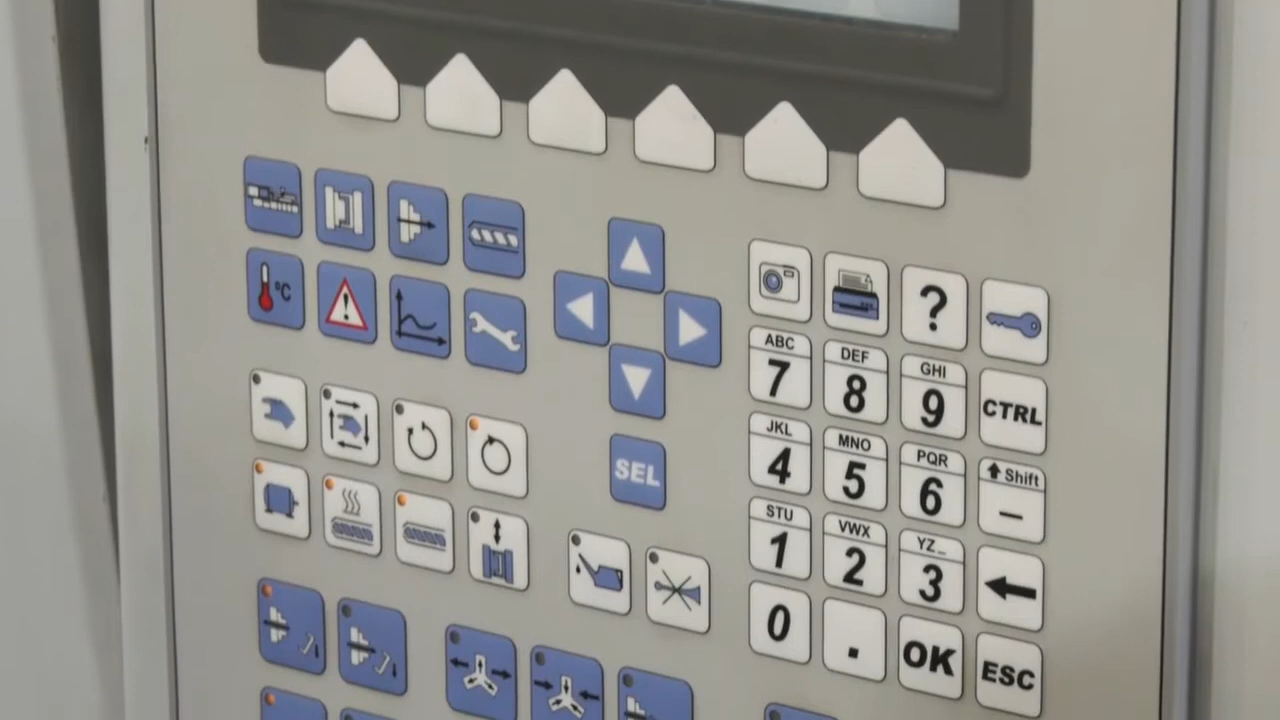 °C
!
?
ABC
7
DEF
8
GHI
9
CTRL
JKL
4
MNO
5
PQR
6
Shift
–
SEL
STU
1
VWX
2
YZ_
3
0
.
OK
ESC